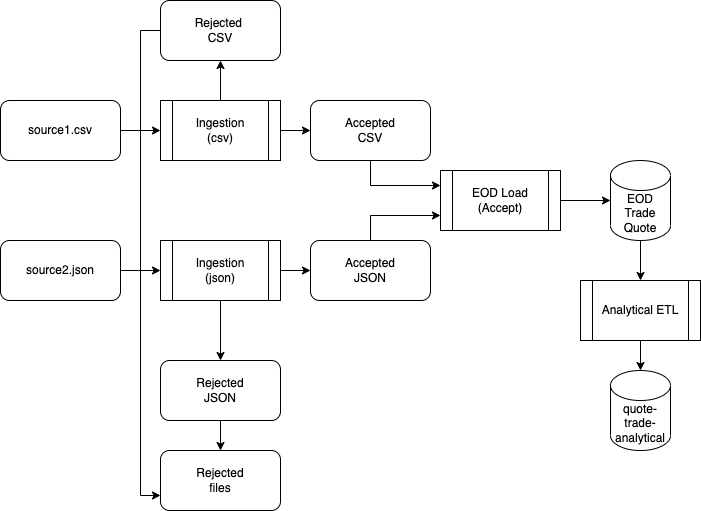 Rejected
CSV
source1.csv
Ingestion
(csv)
Accepted
CSV
EOD Load
(Accept)
EOD
Trade
Quote
source2.json
Ingestion
(json)
Accepted
JSON
Analytical ETL
Rejected
JSON
quote-
trade-
analytical
Rejected
files